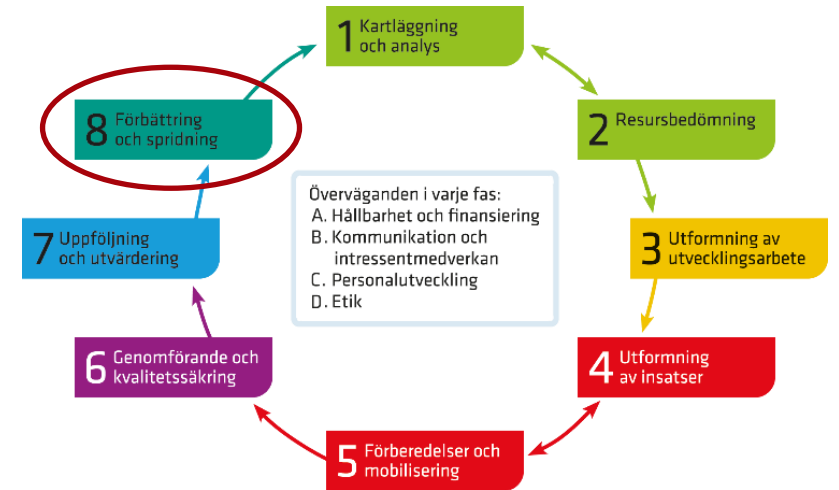 1 Kartläggning
och analys
2 Resursbedömning
3 Utformning av
utvecklingsarbete
4 Utformning
av insatser
5 Förberedelser och
mobilisering
6 Genomförande och
kvalitetssäkring
7 Uppföljning
och utvärdering
8 Förbättring
och spridning
Överväganden i varje fas:
A. Hållbarhet och finansiering
B. Kommunikation och
intressentmedverkan
C. Personalutveckling
D. Etik